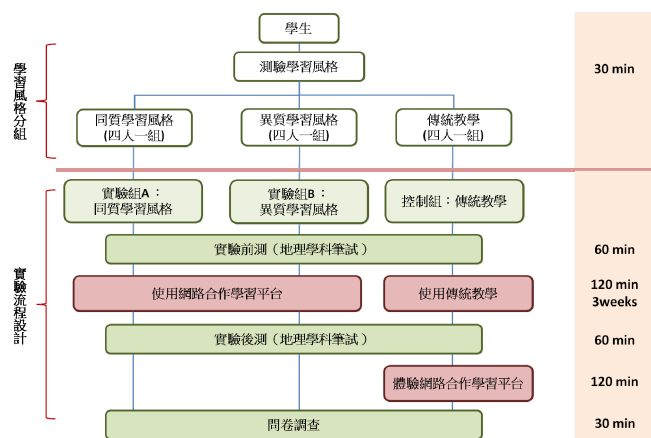 學生
測驗學習風格
30 min
學習風格分組
同質學習風格
(四人一組)
異質學習風格
(四人一組)
傳統教學
(四人一組)
實驗組A：
同質學習風格
實驗組B：
異質學習風格
控制組：傳統教學
實驗流程設計
實驗前測（地理學科筆試）
60 min
使用網路合作學習平台
使用傳統教學
120 min
3weeks
實驗後測（地理學科筆試）
60 min
體驗網路合作學習平台
120 min
問卷調查
30 min